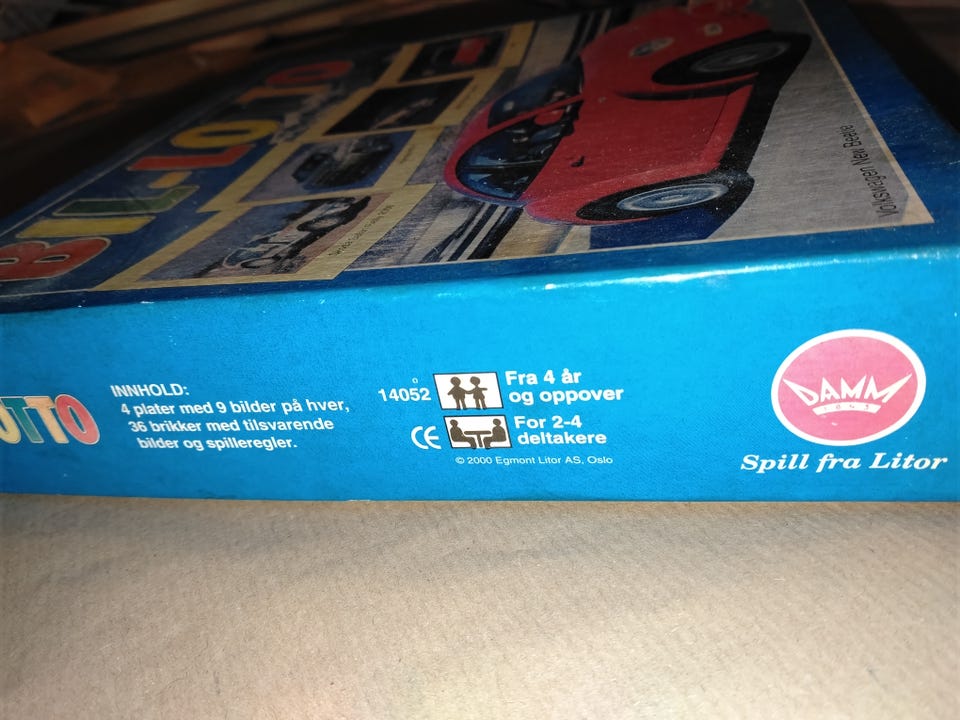 BIL-LOTTO
Volkswagen New Beetle
OTTO
INNHOLD:
4 plater med 9 bilder på hver,
36 brikker med tilsvarende
bilder og spilleregler.
14052
Fra 4 år
og oppover
CE
For 2-4
deltakere
© 2000 Egmont Litor AS, Oslo
DAMM
1843
Spill fra Litor